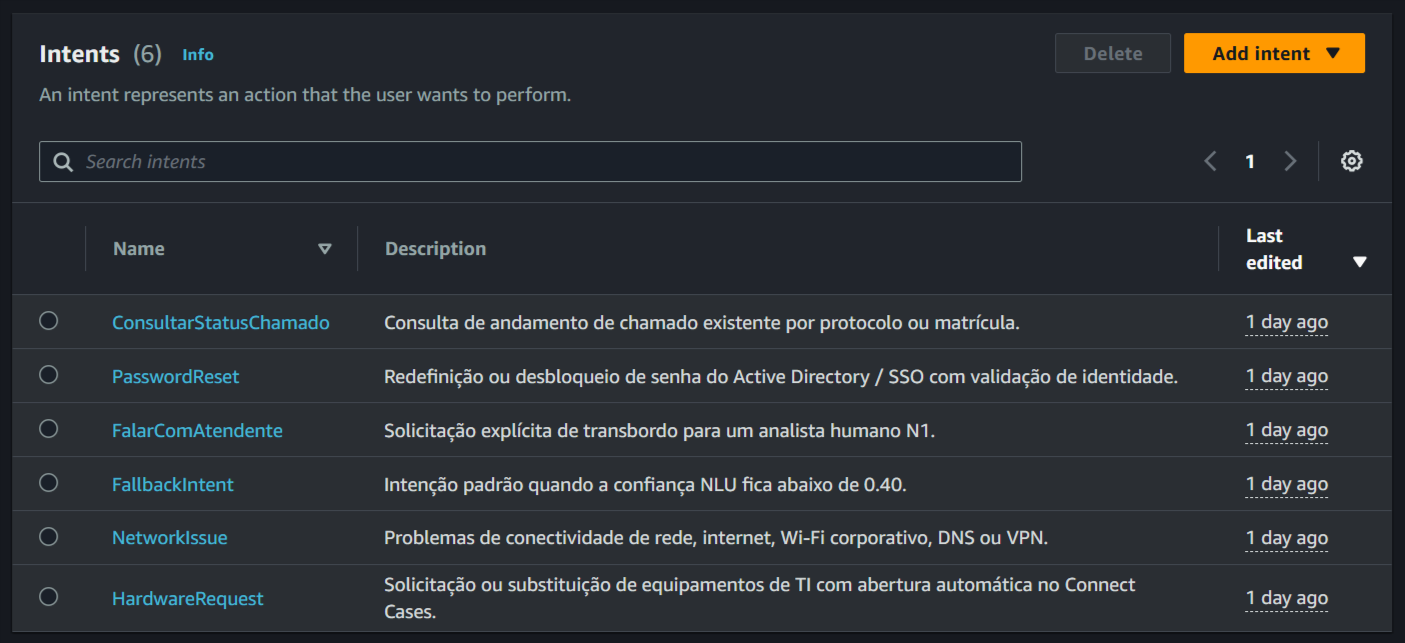 Intents (6) Info
Delete
Add intent
An intent represents an action that the user wants to perform.
Search intents
1
Name
Description
Last
edited
ConsultarStatusChamado
Consulta de andamento de chamado existente por protocolo ou matrícula.
1 day ago
PasswordReset
Redefinição ou desbloqueio de senha do Active Directory / SSO com validação de identidade.
1 day ago
FalarComAtendente
Solicitação explícita de transbordo para um analista humano N1.
1 day ago
FallbackIntent
Intenção padrão quando a confiança NLU fica abaixo de 0.40.
1 day ago
NetworkIssue
Problemas de conectividade de rede, internet, Wi-Fi corporativo, DNS ou VPN.
1 day ago
HardwareRequest
Solicitação ou substituição de equipamentos de TI com abertura automática no Connect
Cases.
1 day ago